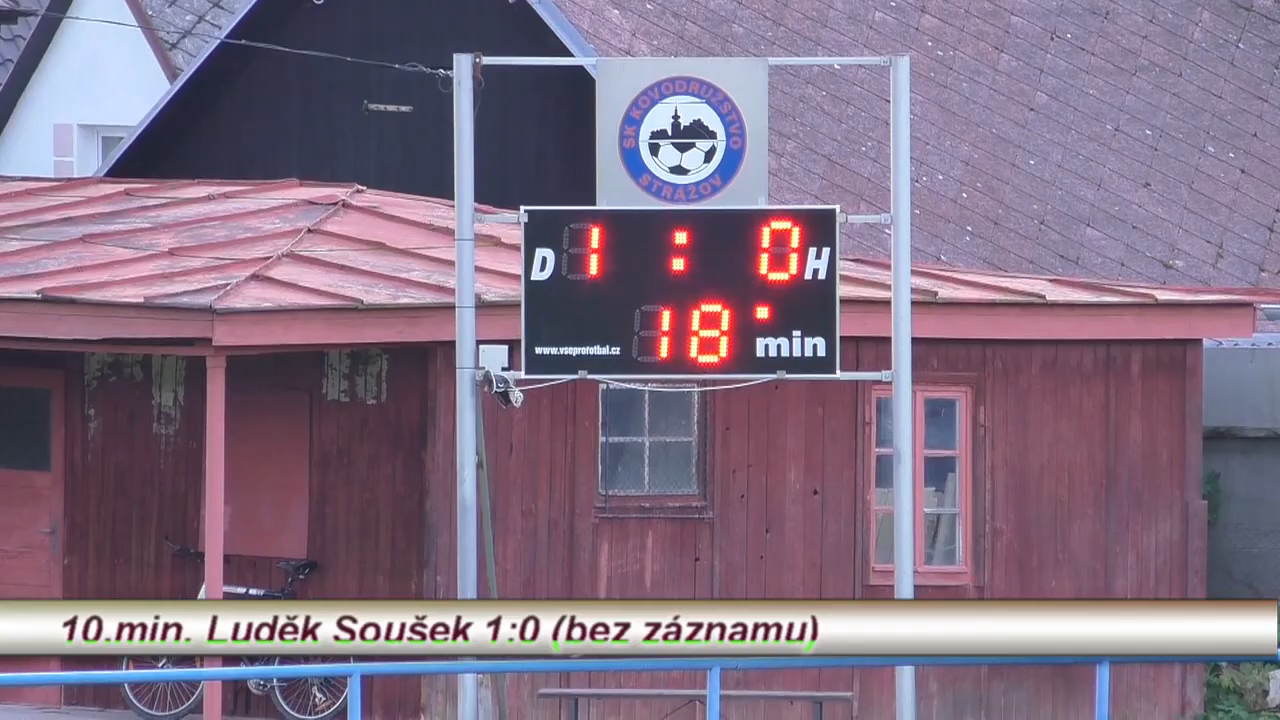 SK KOVODRUŽSTVO
STRÁŽOV
D 1 : 0 H
18 min
www.vseprofotbal.cz
10.min. Luděk Soušek 1:0 (bez záznamu)